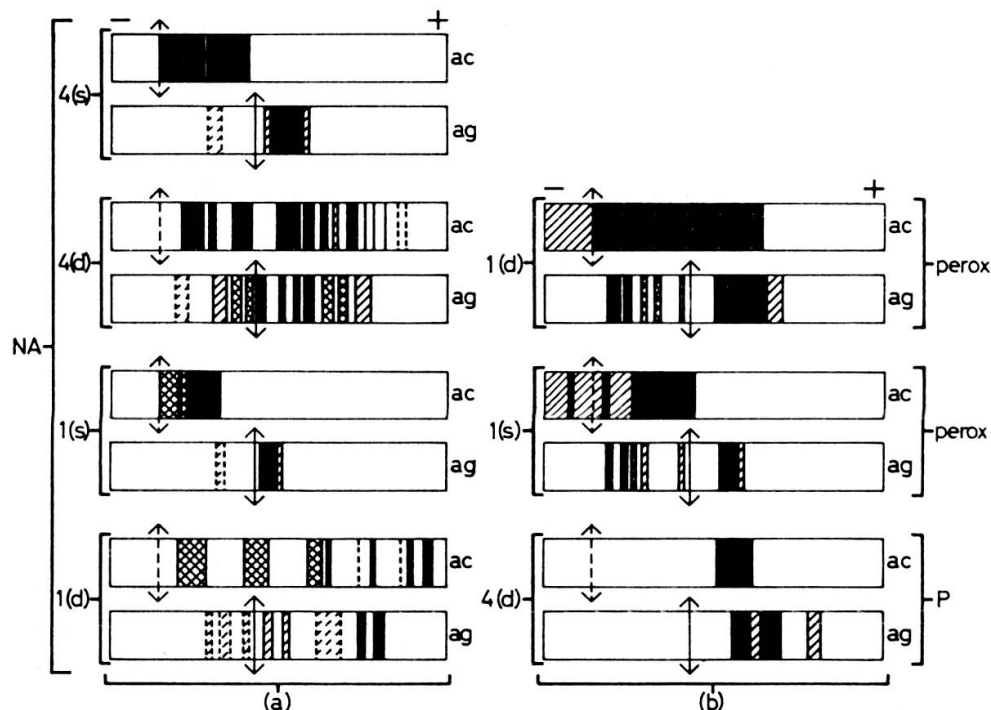 − +
ac
4(s)
ag
− +
ac
4(d)
ag
ac
1(d)
perox
ag
NA
ac
1(s)
ag
ac
1(s)
perox
ag
ac
1(d)
ag
ac
4(d)
P
ag
(a)
(b)